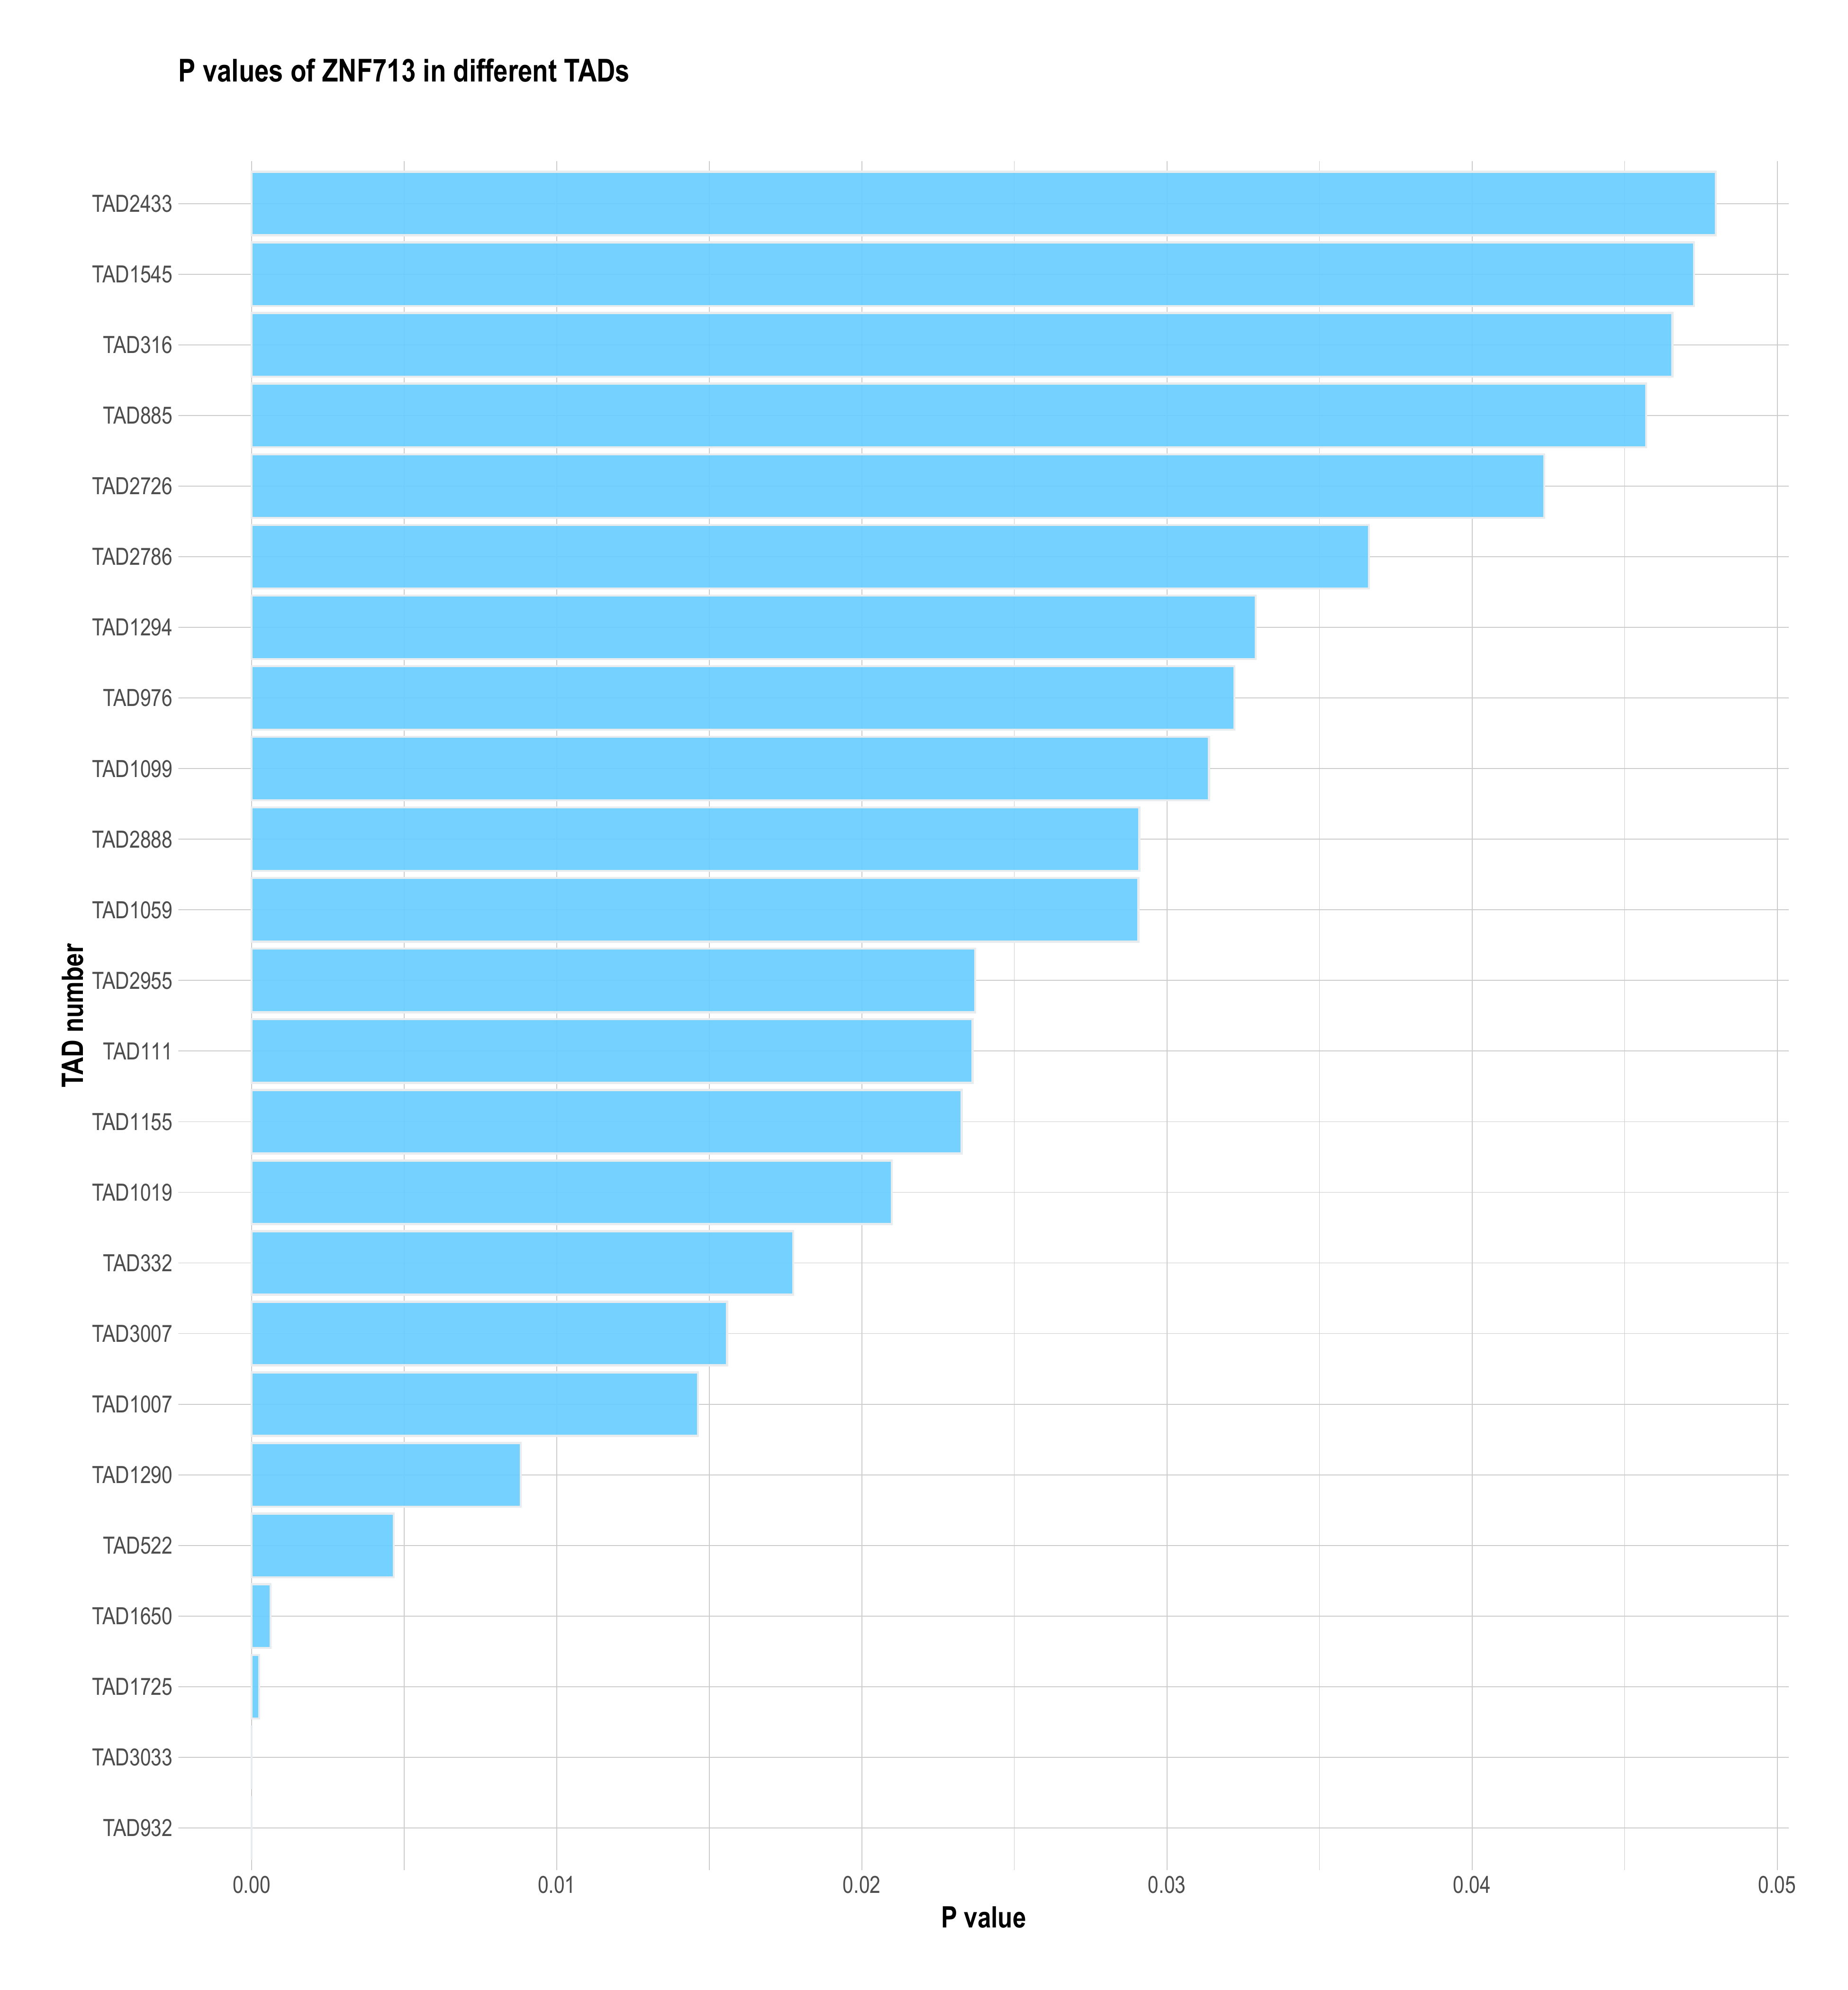 P values of ZNF713 in different TADs
TAD2433
TAD1545
TAD316
TAD885
TAD2726
TAD2786
TAD1294
TAD976
TAD1099
TAD2888
TAD1059
TAD2955
TAD111
TAD1155
TAD1019
TAD332
TAD3007
TAD1007
TAD1290
TAD522
TAD1650
TAD1725
TAD3033
TAD932
TAD number
0.00 0.01 0.02 0.03 0.04 0.05
P value